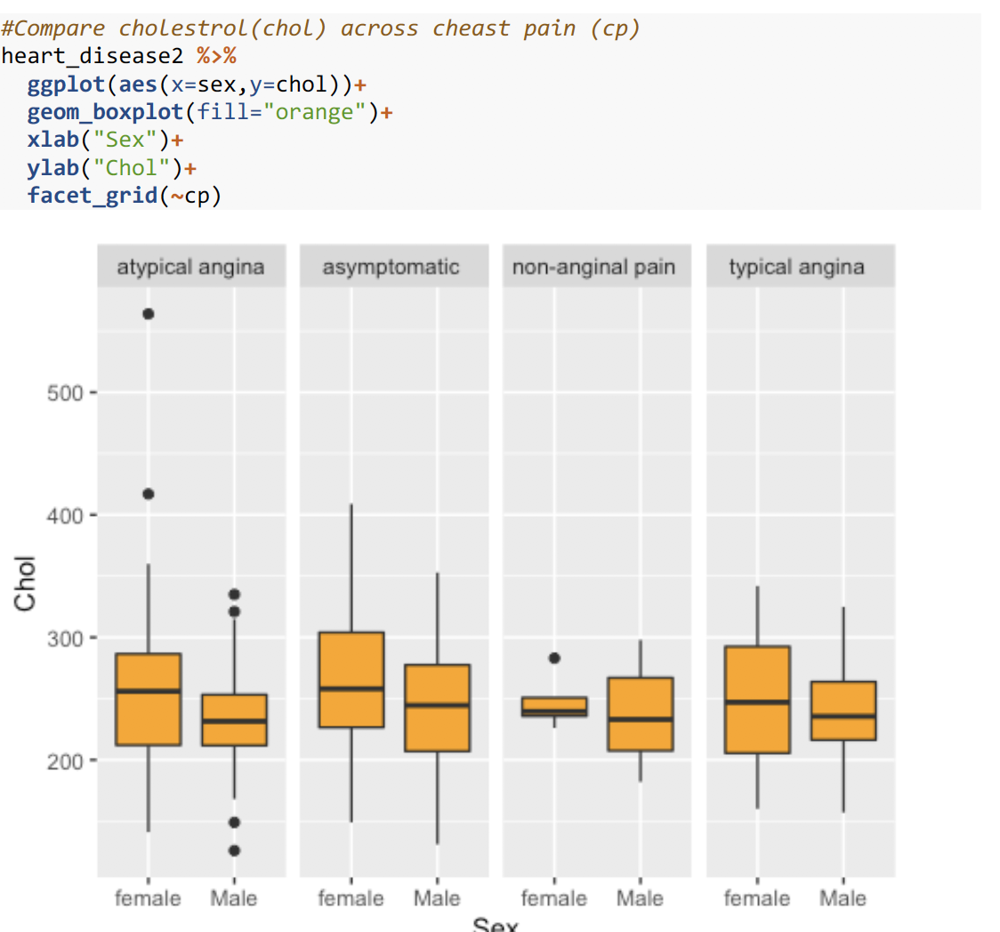 #Compare cholestrol(chol) across cheast pain (cp)
heart_disease2 %>%
  ggplot(aes(x=sex,y=chol))+
  geom_boxplot(fill="orange")+
  xlab("Sex")+
  ylab("Chol")+
  facet_grid(~cp)
atypical angina asymptomatic non-anginal pain typical angina
500
400
300
200
Chol
female Male female Male female Male female Male
Sex